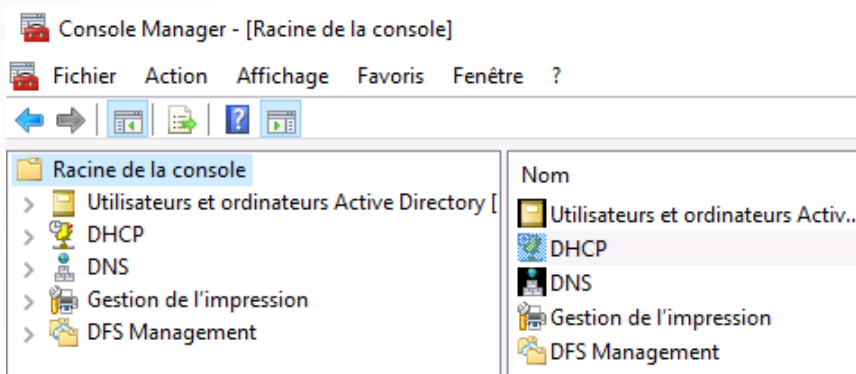 Console Manager - [Racine de la console]
Fichier Action Affichage Favoris Fenêtre ?
Racine de la console
Utilisateurs et ordinateurs Active Directory [
DHCP
DNS
Gestion de l'impression
DFS Management
Nom
Utilisateurs et ordinateurs Activ...
DHCP
DNS
Gestion de l'impression
DFS Management